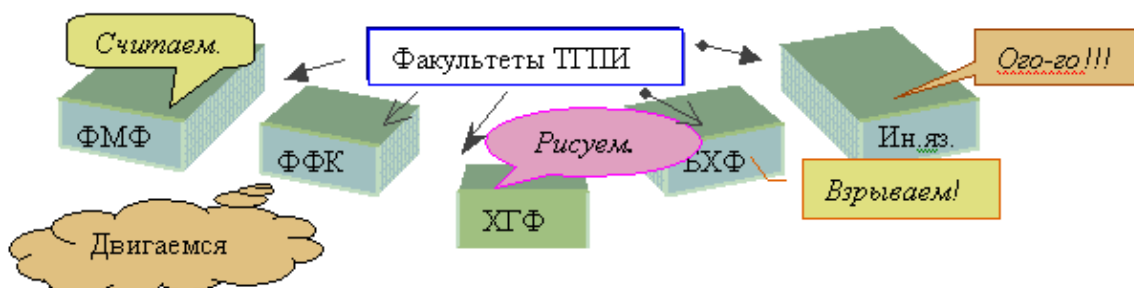 Считаем.
Факультеты ТГПИ
Ого-го!!!
ФМФ
ФФК
Рисуем.
БХФ
Ин.яз.
Взрываем!
ХГФ
Двигаемся